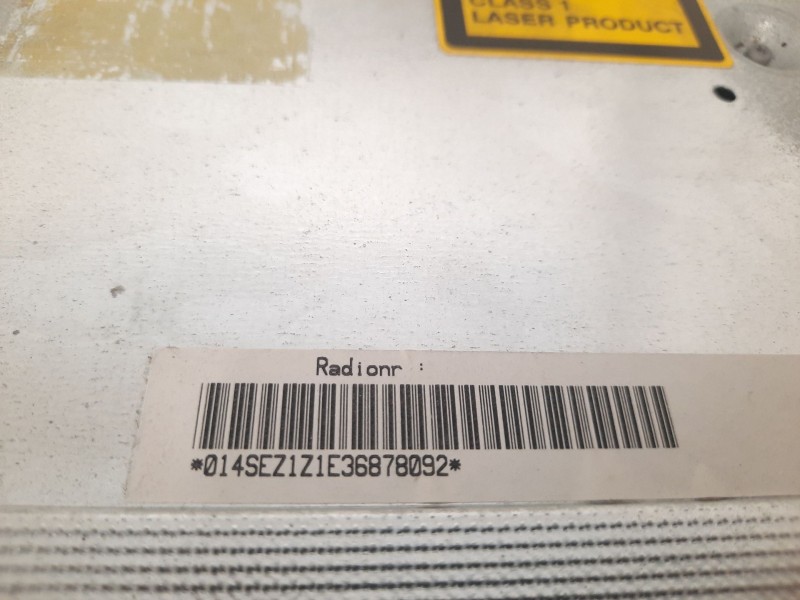 CLASS 1
LASER PRODUCT
Radionr :
*014SEZ1Z1E36878092*